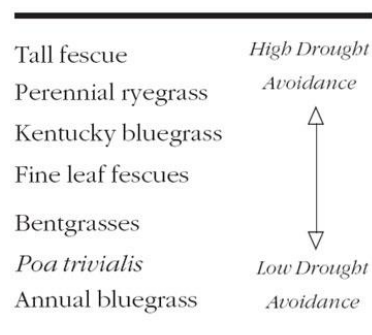 Tall fescue
Perennial ryegrass
Kentucky bluegrass
Fine leaf fescues
Bentgrasses
Poa trivialis
Annual bluegrass
High Drought
Avoidance
Low Drought
Avoidance